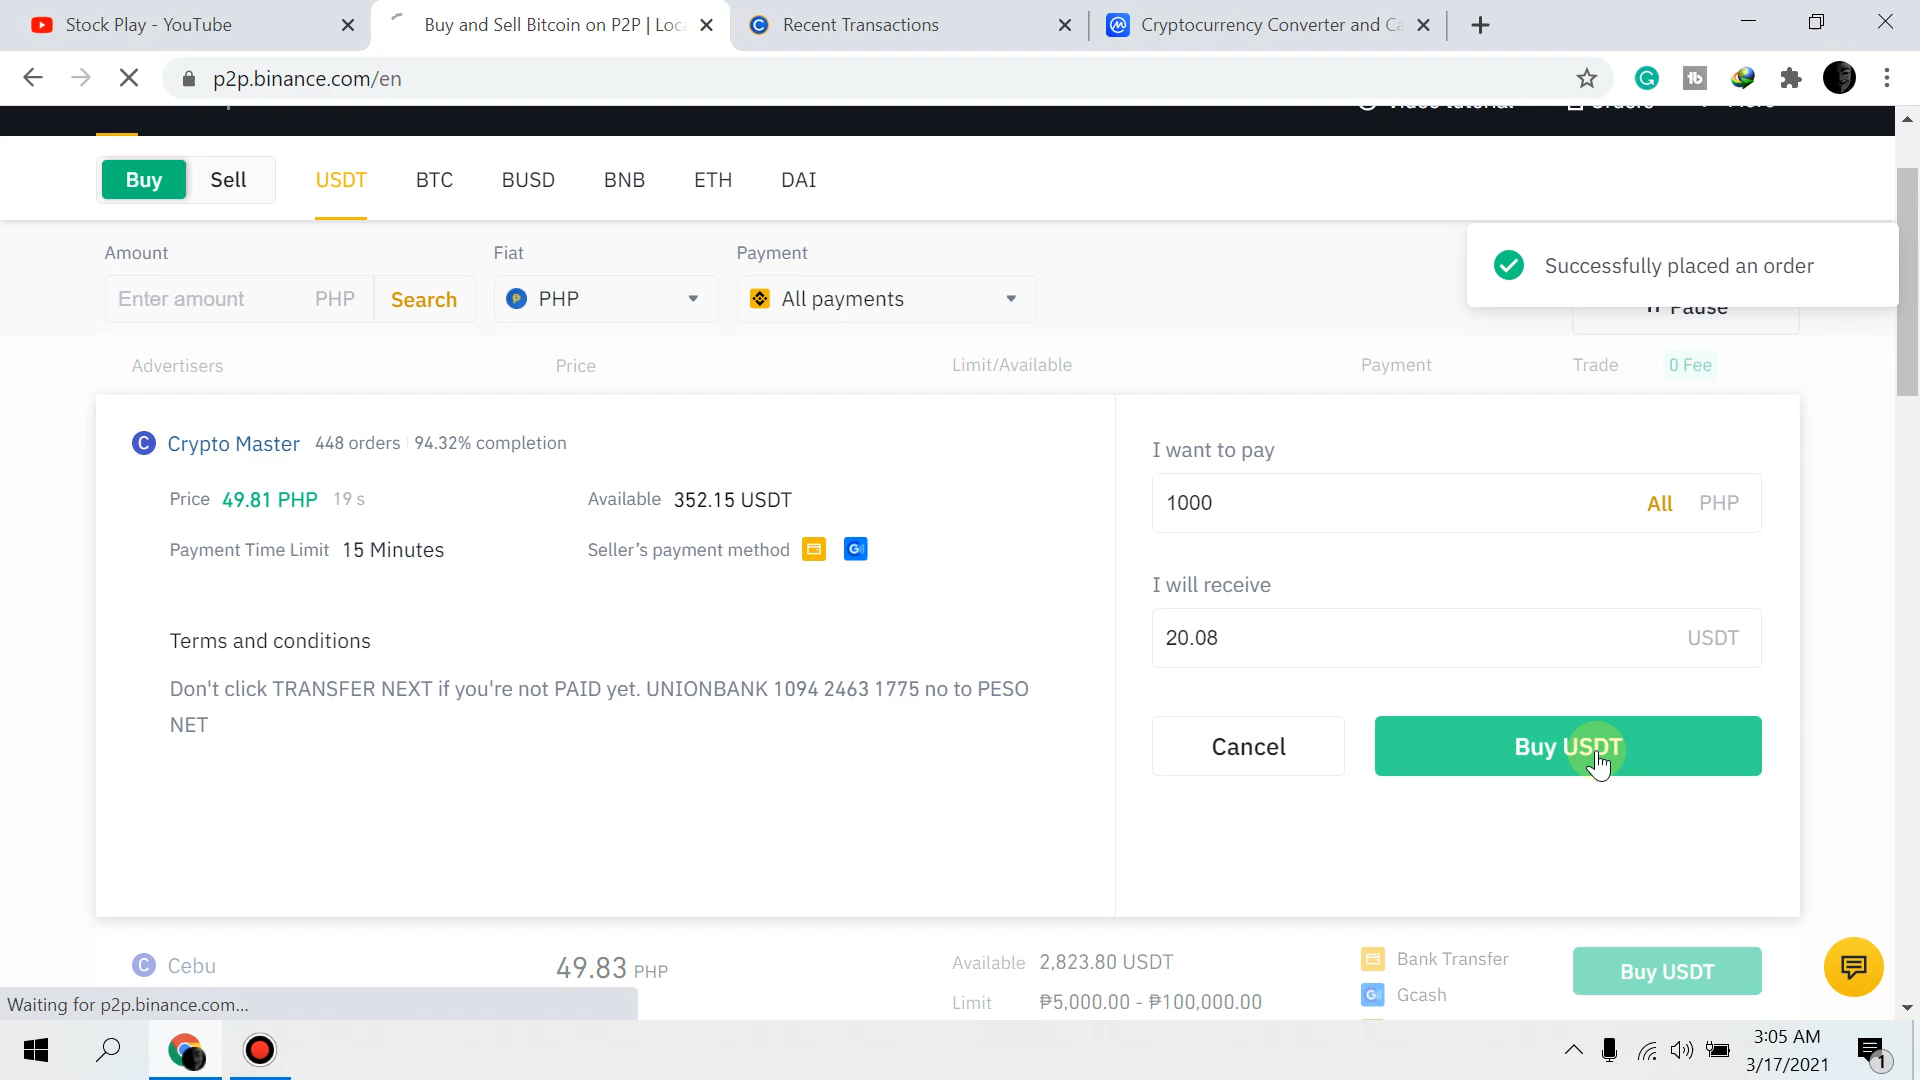 Stock Play - YouTube
Buy and Sell Bitcoin on P2P | Loc
Recent Transactions
Cryptocurrency Converter and Ca
p2p.binance.com/en
Buy Sell USDT BTC BUSD BNB ETH DAI
Amount Fiat Payment
Successfully placed an order
Enter amount PHP Search PHP All payments
Pause
Advertisers Price Limit/Available Payment Trade 0 Fee
C Crypto Master 448 orders | 94.32% completion
Price 49.81 PHP 19 s Available 352.15 USDT
Payment Time Limit 15 Minutes Seller's payment method
Terms and conditions
Don't click TRANSFER NEXT if you're not PAID yet. UNIONBANK 1094 2463 1775 no to PESO
NET
I want to pay
1000 All PHP
I will receive
20.08 USDT
Cancel Buy USDT
C Cebu 49.83 PHP Available 2,823.80 USDT Bank Transfer Buy USDT
Limit ₱5,000.00 - ₱100,000.00 Gcash
Waiting for p2p.binance.com...
3:05 AM
3/17/2021
1